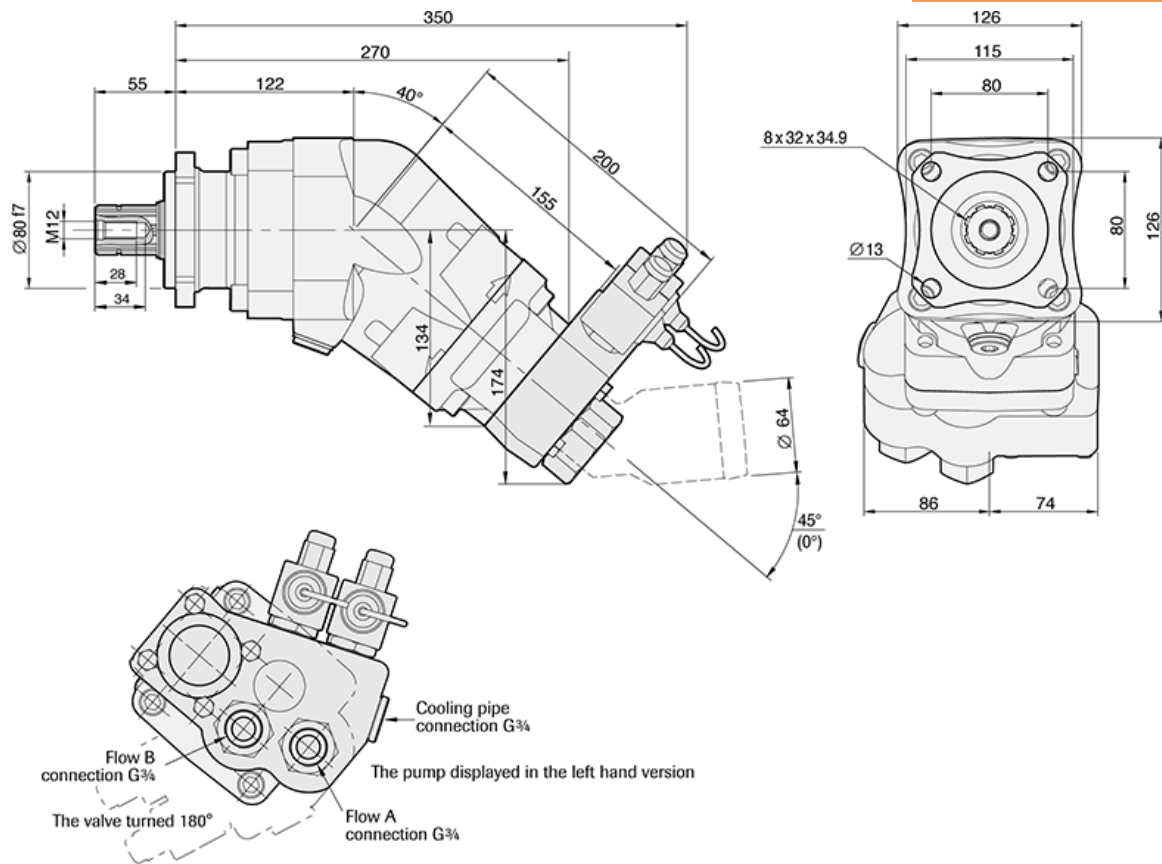 350
126
270
115
55
122
80
40°
8 x 32 x 34.9
200
155
Ø 80 f7
M12
80
126
28
Ø 13
34
134
174
Ø 64
86
74
45°
(0°)
Cooling pipe
connection G¾
Flow B
connection G¾
The pump displayed in the left hand version
The valve turned 180°
Flow A
connection G¾